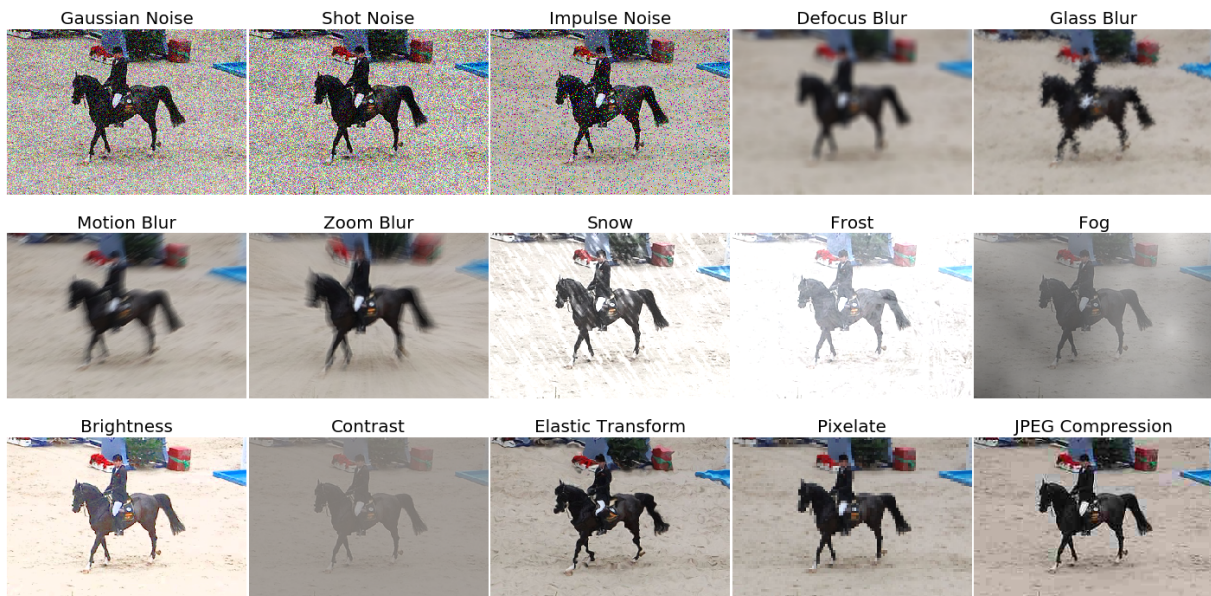 Gaussian Noise
Shot Noise
Impulse Noise
Defocus Blur
Glass Blur
Motion Blur
Zoom Blur
Snow
Frost
Fog
Brightness
Contrast
Elastic Transform
Pixelate
JPEG Compression